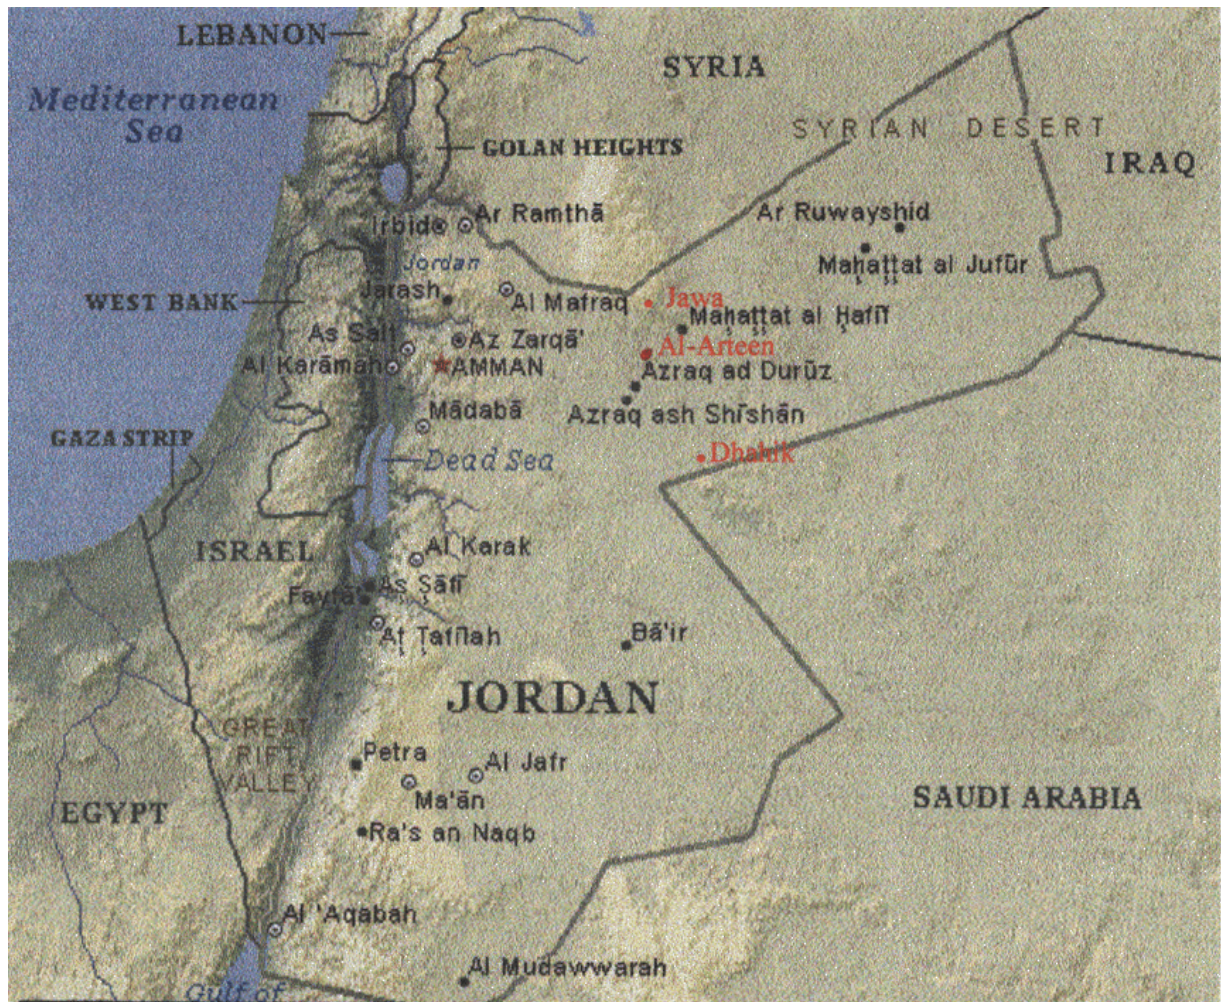 LEBANON
SYRIA
Mediterranean
Sea
SYRIAN DESERT
GOLAN HEIGHTS
IRAQ
Ar Ramthā
Ar Ruwayshid
Irbid
Jordan
Maḩaţţat al Jufūr
Jarash
WEST BANK
Al Mafraq
Jawa
Maḩaţţat al Ḩafīf
As Salt
Az Zarqā'
Al-Arteen
Al Karāmah
AMMAN
Azraq ad Durūz
Mādabā
Azraq ash Shīshān
GAZA STRIP
Dead Sea
Dhahik
ISRAEL
Al Karak
Aş Şāfī
Fayfā
Aţ Ţafīlah
Bā'ir
JORDAN
GREAT
RIFT
VALLEY
Petra
Al Jafr
Ma'ān
EGYPT
SAUDI ARABIA
Ra's an Naqb
Al 'Aqabah
Al Mudawwarah
Gulf of